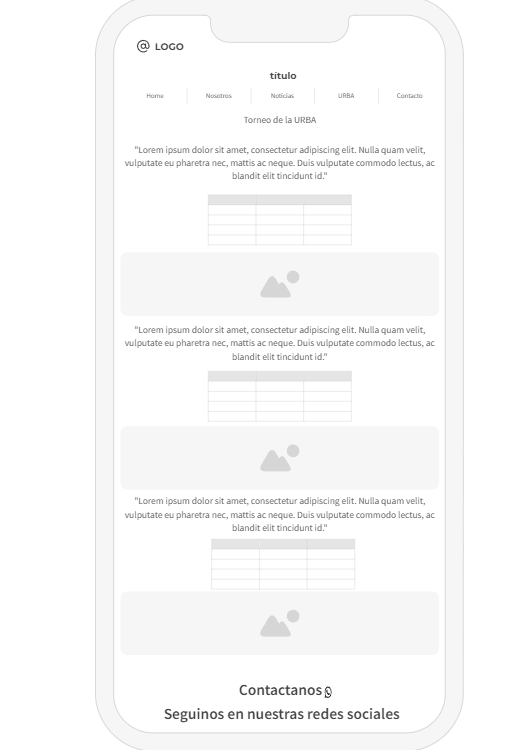 LOGO
título
Home Nosotros Notícias URBA Contacto
Torneo de la URBA
"Lorem ipsum dolor sit amet, consectetur adipiscing elit. Nulla quam velit,
vulputate eu pharetra nec, mattis ac neque. Duis vulputate commodo lectus, ac
blandit elit tincidunt id."
"Lorem ipsum dolor sit amet, consectetur adipiscing elit. Nulla quam velit,
vulputate eu pharetra nec, mattis ac neque. Duis vulputate commodo lectus, ac
blandit elit tincidunt id."
"Lorem ipsum dolor sit amet, consectetur adipiscing elit. Nulla quam velit,
vulputate eu pharetra nec, mattis ac neque. Duis vulputate commodo lectus, ac
blandit elit tincidunt id."
Contactanos
Seguinos en nuestras redes sociales